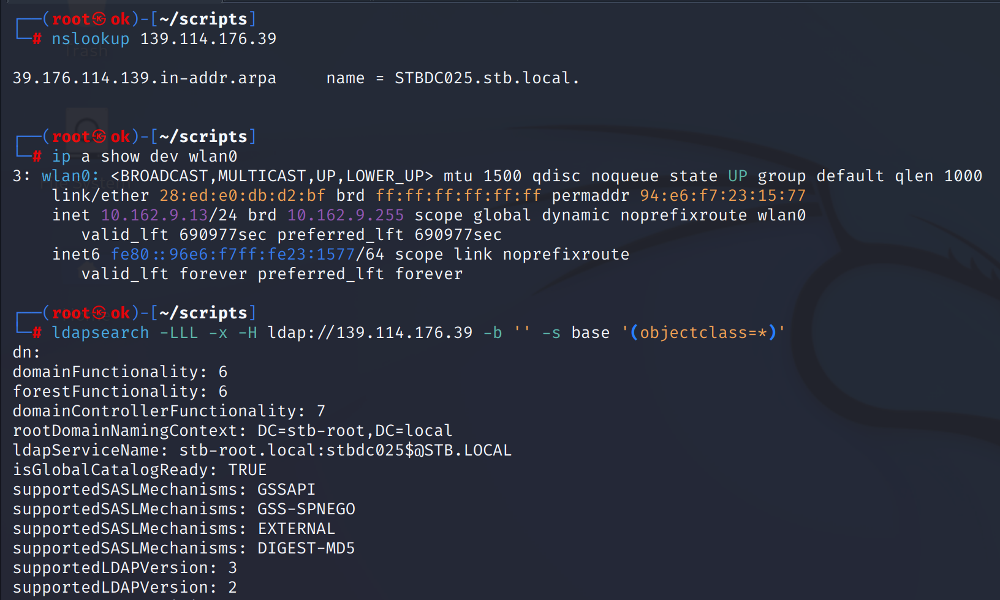 ┌──(root㉿ok)-[~/scripts]
└─# nslookup 139.114.176.39
Trash
39.176.114.139.in-addr.arpa     name = STBDC025.stb.local.
┌──(root㉿ok)-[~/scripts]
└─# ip a show dev wlan0
3: wlan0: <BROADCAST,MULTICAST,UP,LOWER_UP> mtu 1500 qdisc noqueue state UP group default qlen 1000
    link/ether 28:ed:e0:db:d2:bf brd ff:ff:ff:ff:ff:ff permaddr 94:e6:f7:23:15:77
    inet 10.162.9.13/24 brd 10.162.9.255 scope global dynamic noprefixroute wlan0
       valid_lft 690977sec preferred_lft 690977sec
    inet6 fe80::96e6:f7ff:fe23:1577/64 scope link noprefixroute
       valid_lft forever preferred_lft forever
┌──(root㉿ok)-[~/scripts]
└─# ldapsearch -LLL -x -H ldap://139.114.176.39 -b '' -s base '(objectclass=*)'
dn:
domainFunctionality: 6
forestFunctionality: 6
domainControllerFunctionality: 7
rootDomainNamingContext: DC=stb-root,DC=local
ldapServiceName: stb-root.local:stbdc025$@STB.LOCAL
isGlobalCatalogReady: TRUE
supportedSASLMechanisms: GSSAPI
supportedSASLMechanisms: GSS-SPNEGO
supportedSASLMechanisms: EXTERNAL
supportedSASLMechanisms: DIGEST-MD5
supportedLDAPVersion: 3
supportedLDAPVersion: 2